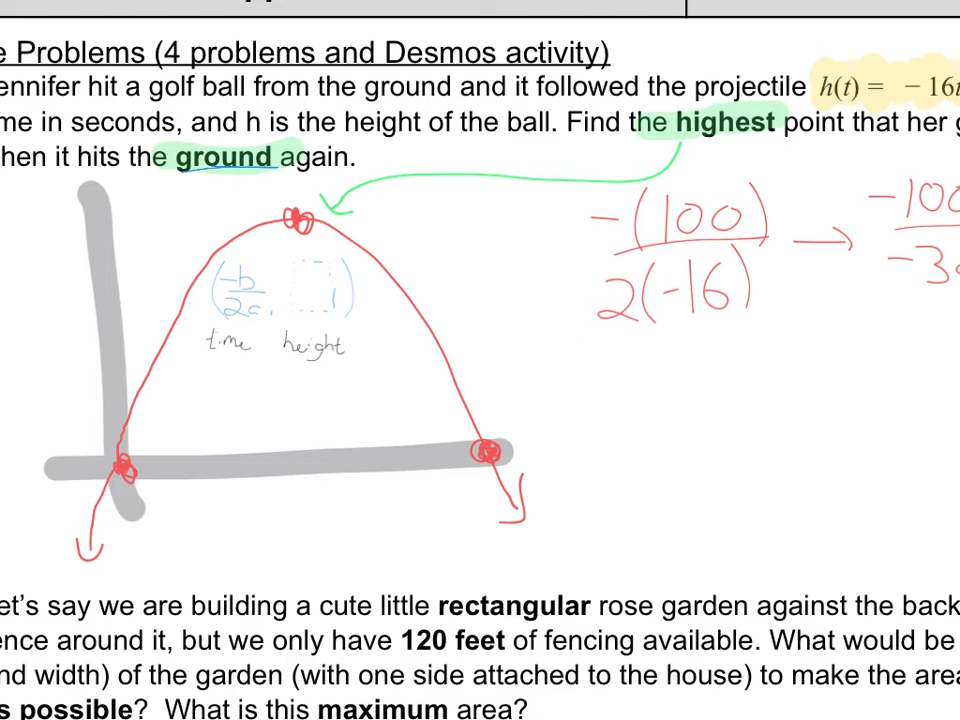 e Problems (4 problems and Desmos activity)
ennifer hit a golf ball from the ground and it followed the projectile h(t) = − 16t
me in seconds, and h is the height of the ball. Find the highest point that her g
hen it hits the ground again.
-(100) / 2(-16) → -100 / -3
(-b/2a, )
time height
et’s say we are building a cute little rectangular rose garden against the back
ence around it, but we only have 120 feet of fencing available. What would be
nd width) of the garden (with one side attached to the house) to make the area
s possible? What is this maximum area?